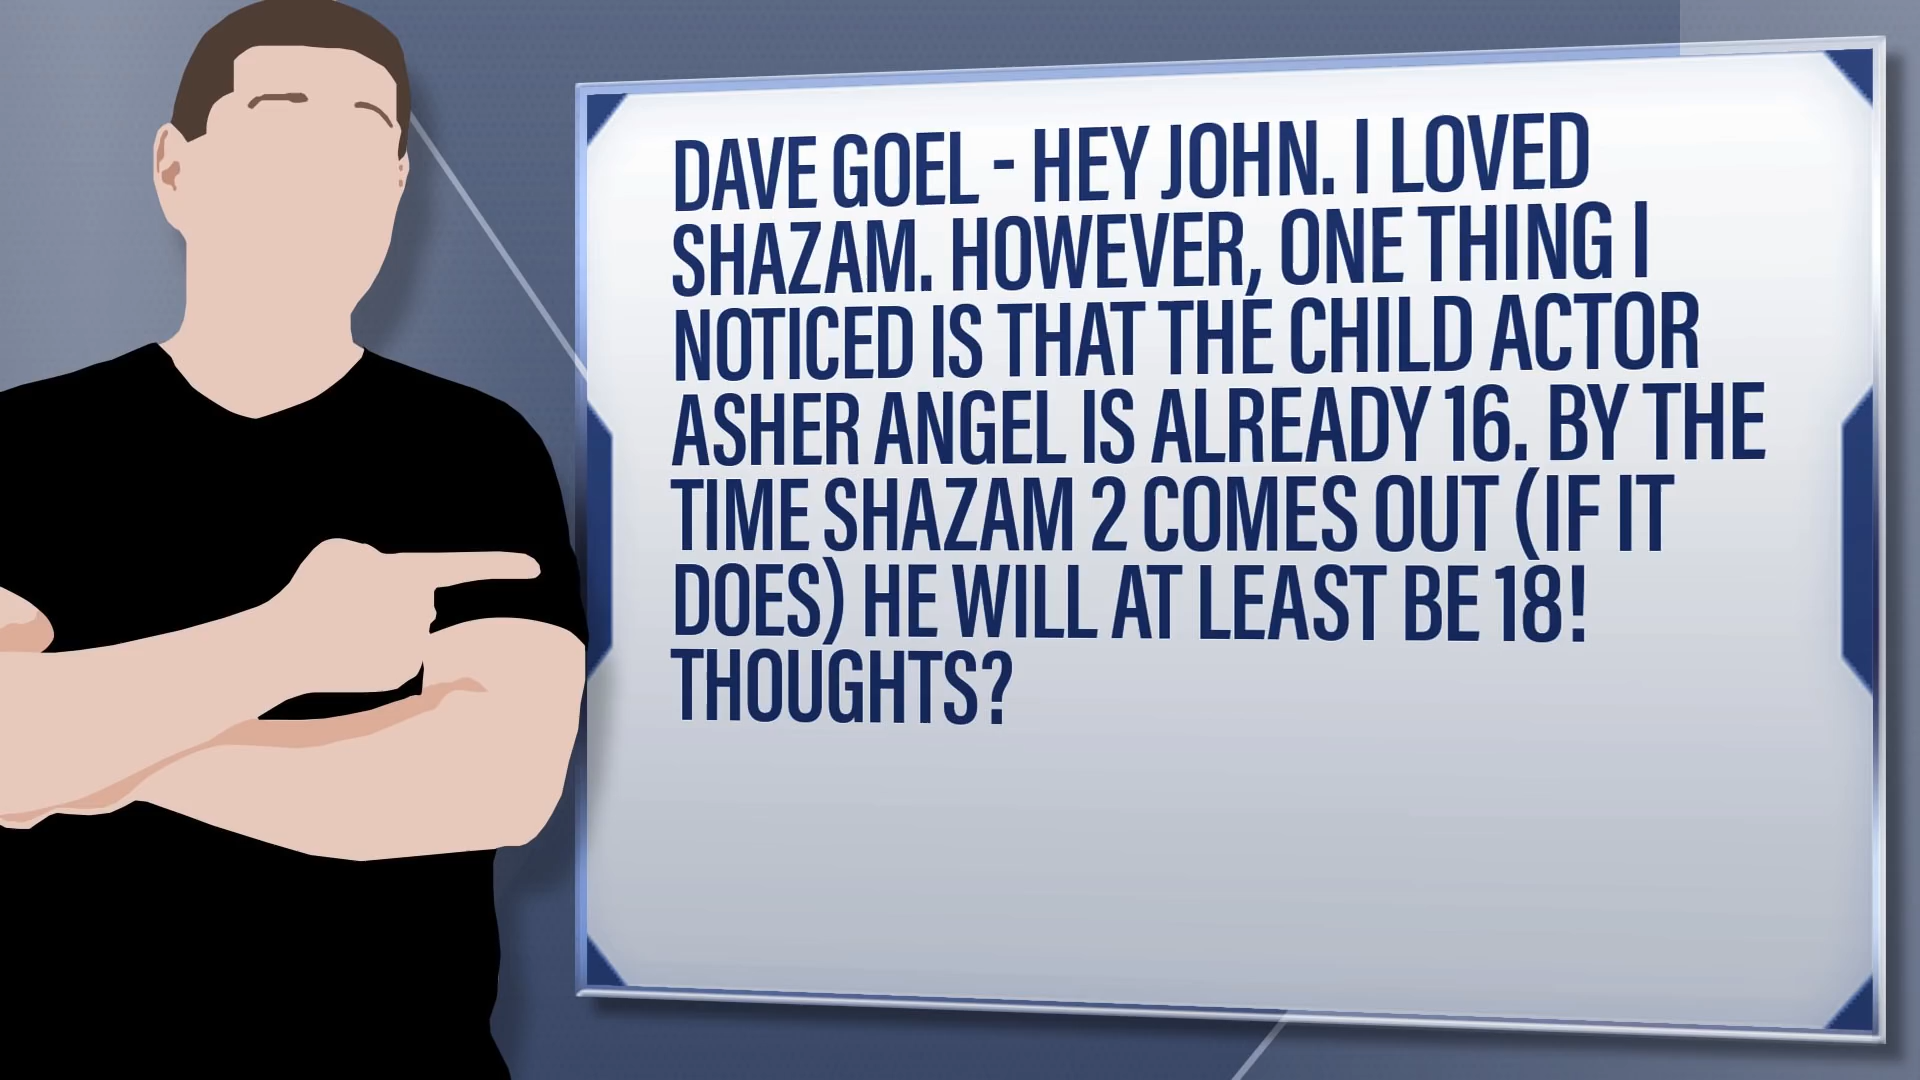 DAVE GOEL - HEY JOHN. I LOVED
SHAZAM. HOWEVER, ONE THING I
NOTICED IS THAT THE CHILD ACTOR
ASHER ANGEL IS ALREADY 16. BY THE
TIME SHAZAM 2 COMES OUT (IF IT
DOES) HE WILL AT LEAST BE 18!
THOUGHTS?